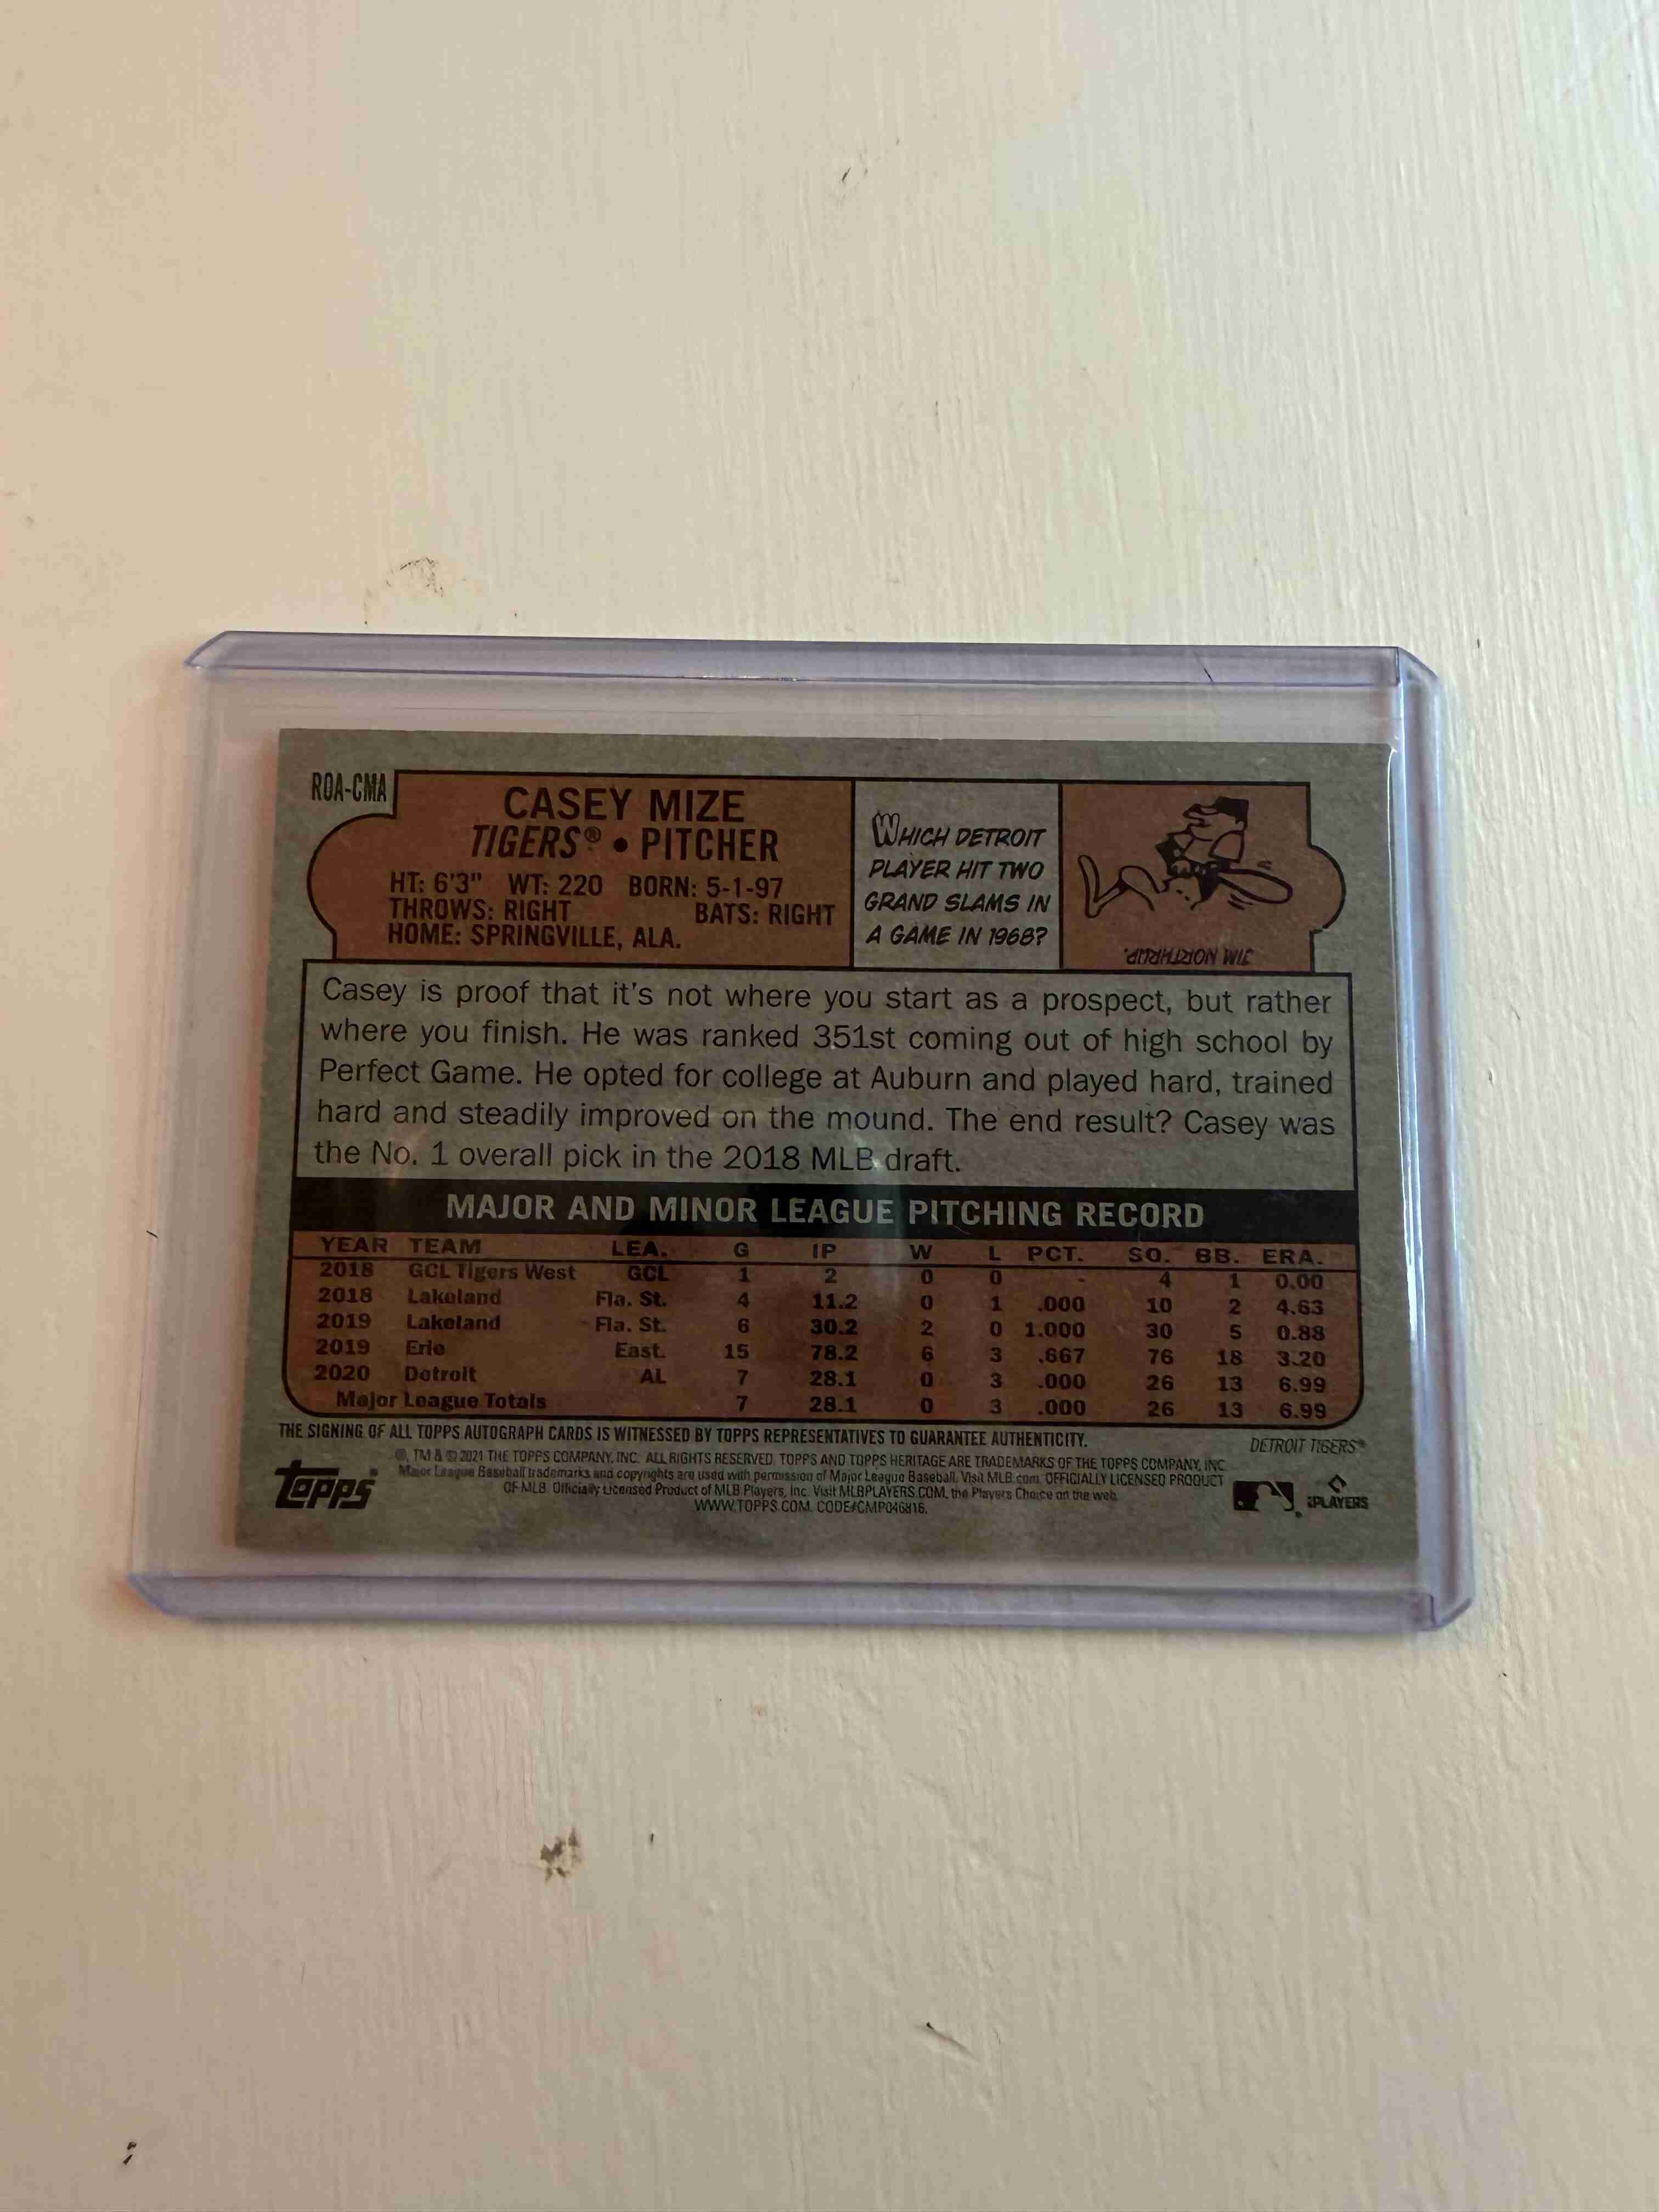 ROA-CMA
CASEY MIZE
TIGERS® • PITCHER
HT: 6'3" WT: 220 BORN: 5-1-97
THROWS: RIGHT BATS: RIGHT
HOME: SPRINGVILLE, ALA.
WHICH DETROIT
PLAYER HIT TWO
GRAND SLAMS IN
A GAME IN 1968?
JIM NORTHRUP.
Casey is proof that it's not where you start as a prospect, but rather
where you finish. He was ranked 351st coming out of high school by
Perfect Game. He opted for college at Auburn and played hard, trained
hard and steadily improved on the mound. The end result? Casey was
the No. 1 overall pick in the 2018 MLB draft.
MAJOR AND MINOR LEAGUE PITCHING RECORD
YEAR TEAM LEA. G IP W L PCT. SO. BB. ERA.
2018 GCL Tigers West GCL 1 2 0 0 - 4 1 0.00
2018 Lakeland Fla. St. 4 11.2 0 1 .000 10 2 4.63
2019 Lakeland Fla. St. 6 30.2 2 0 1.000 30 5 0.88
2019 Erie East. 15 78.2 6 3 .667 76 18 3.20
2020 Detroit AL 7 28.1 0 3 .000 26 13 6.99
Major League Totals 7 28.1 0 3 .000 26 13 6.99
THE SIGNING OF ALL TOPPS AUTOGRAPH CARDS IS WITNESSED BY TOPPS REPRESENTATIVES TO GUARANTEE AUTHENTICITY.
DETROIT TIGERS®
®, TM & © 2021 THE TOPPS COMPANY, INC. ALL RIGHTS RESERVED. TOPPS AND TOPPS HERITAGE ARE TRADEMARKS OF THE TOPPS COMPANY, INC.
Major League Baseball trademarks and copyrights are used with permission of Major League Baseball. Visit MLB.com. OFFICIALLY LICENSED PRODUCT
OF MLB. Officially Licensed Product of MLB Players, Inc. Visit MLBPLAYERS.COM, the Players Choice on the web.
WWW.TOPPS.COM. CODE#CMP046816.
topps®
PLAYERS